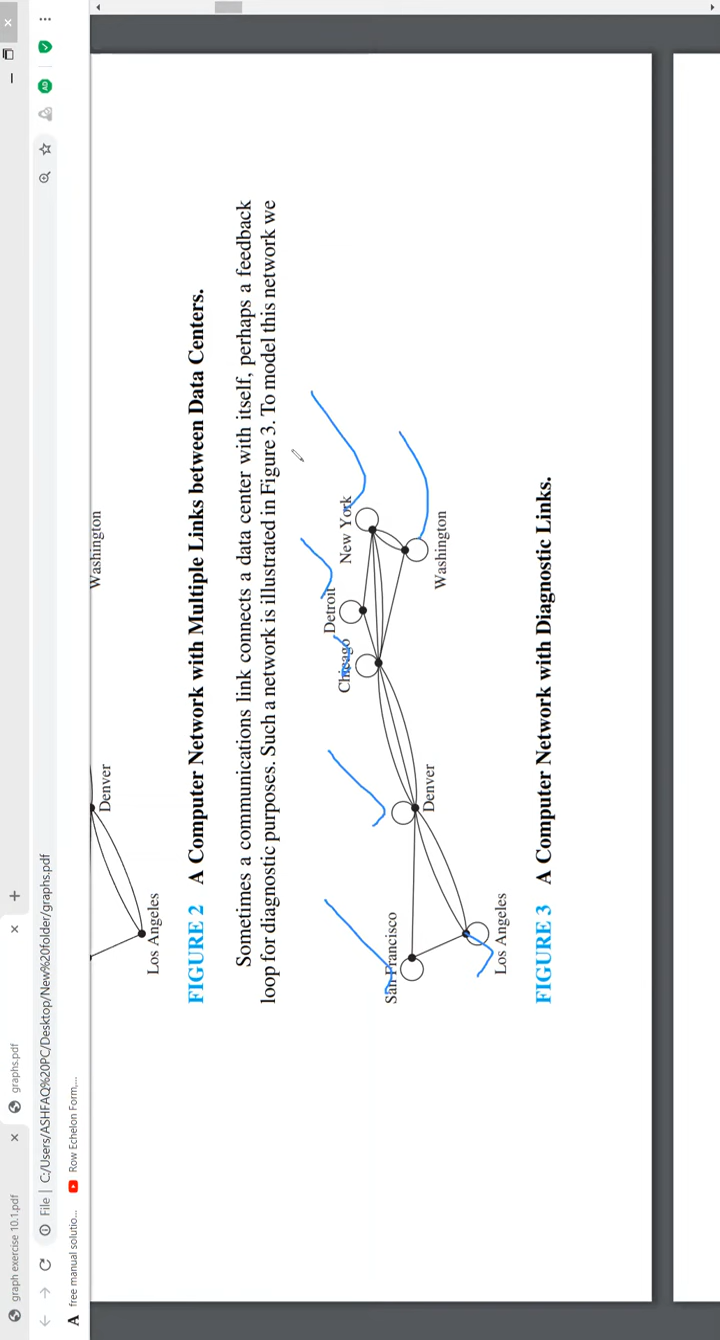 graph exercise 10.1.pdf × graphs.pdf × +
File | C:/Users/ASHFAQ%20PC/Desktop/New%20folder/graphs.pdf
A free manual solutio... Row Echelon Form,...
Washington
Denver
Los Angeles
FIGURE 2 A Computer Network with Multiple Links between Data Centers.
Sometimes a communications link connects a data center with itself, perhaps a feedback
loop for diagnostic purposes. Such a network is illustrated in Figure 3. To model this network we
Detroit
Chicago New York
San Francisco
Denver Washington
Los Angeles
FIGURE 3 A Computer Network with Diagnostic Links.